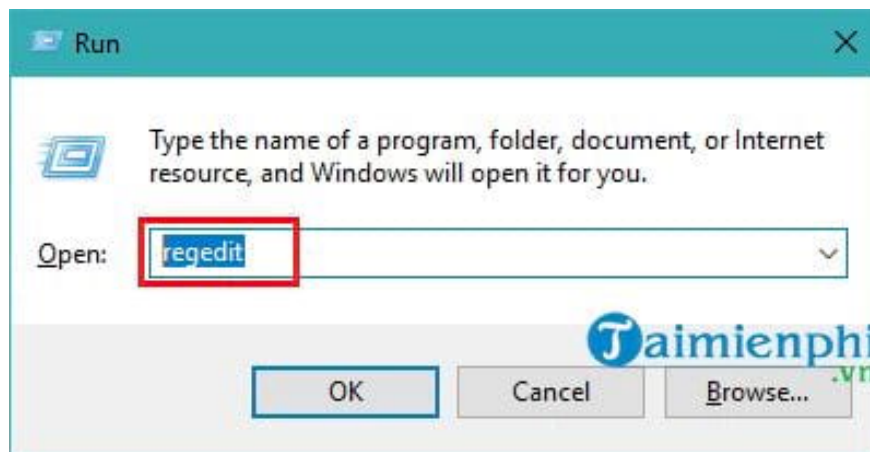 Run
Type the name of a program, folder, document, or Internet
resource, and Windows will open it for you.
Open: regedit
Taimienphi
.vn
OK Cancel Browse...